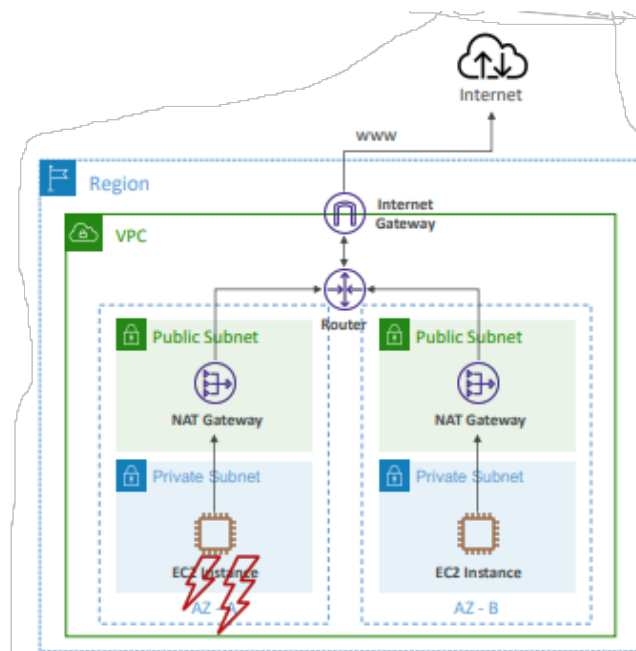 Internet
www
Region
Internet
Gateway
VPC
Router
Public Subnet
Public Subnet
NAT Gateway
NAT Gateway
Private Subnet
Private Subnet
EC2 Instance
EC2 Instance
AZ - A
AZ - B